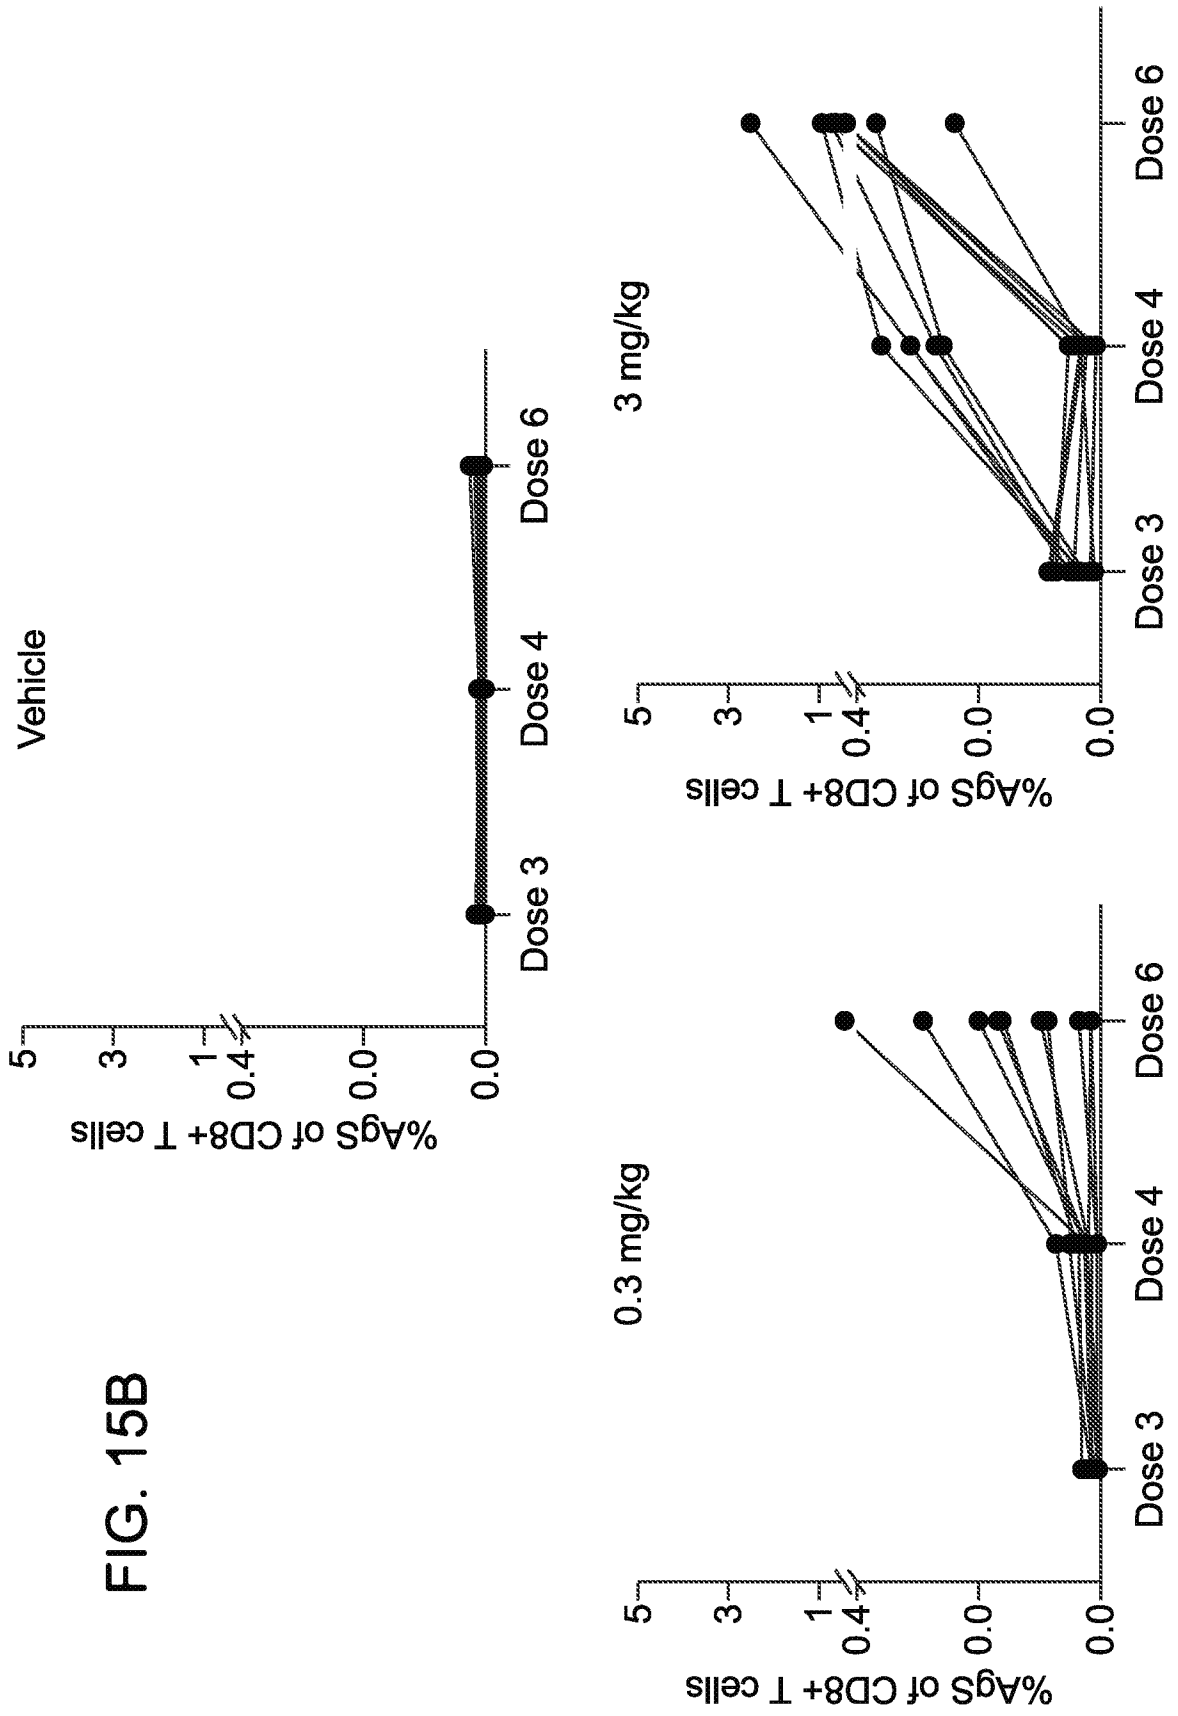 FIG. 15B
Vehicle
%AgS of CD8+ T cells
5
3
1
0.4
0.0
0.0
Dose 3
Dose 4
Dose 6
0.3 mg/kg
%AgS of CD8+ T cells
5
3
1
0.4
0.0
0.0
Dose 3
Dose 4
Dose 6
3 mg/kg
%AgS of CD8+ T cells
5
3
1
0.4
0.0
0.0
Dose 3
Dose 4
Dose 6